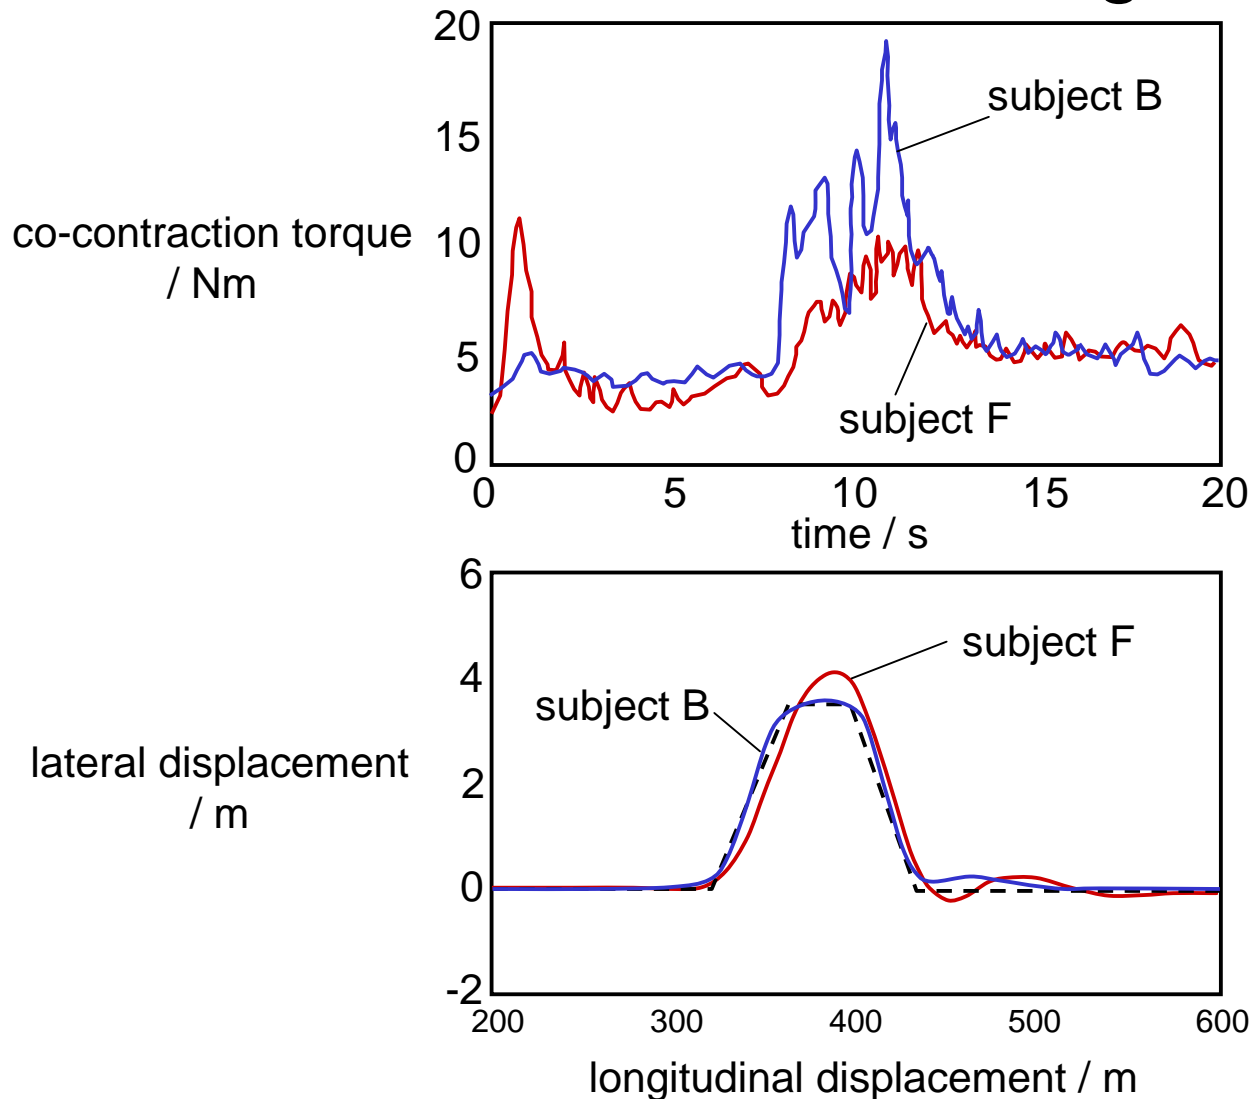 20
subject B
15
co-contraction torque
/ Nm
10
5
subject F
0
0 5 10 15 20
time / s
6
subject F
4
subject B
lateral displacement
/ m
2
0
-2
200 300 400 500 600
longitudinal displacement / m